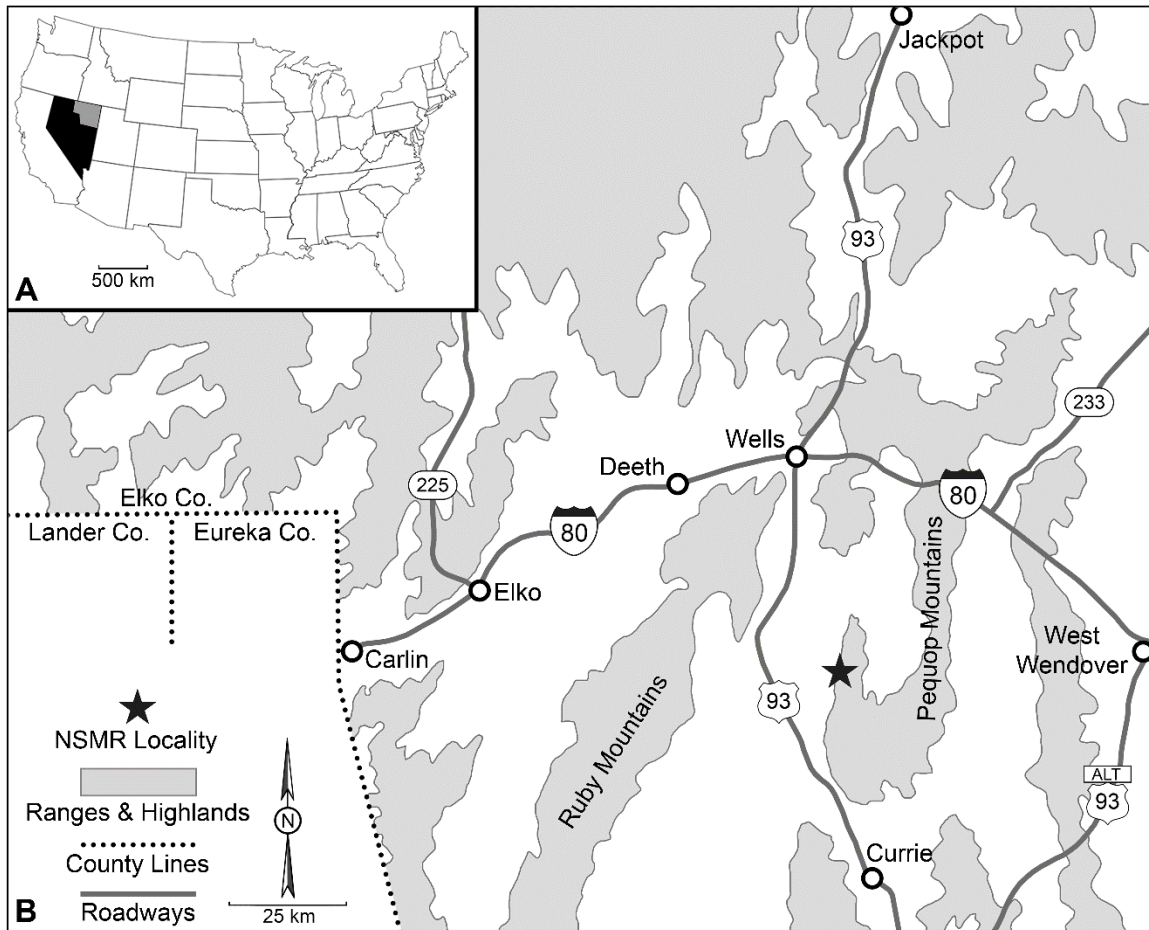 500 km
A
Jackpot
93
233
Wells
Deeth
225
80
80
Elko Co.
Lander Co.
Eureka Co.
Elko
Carlin
West
Wendover
Pequop Mountains
Ruby Mountains
93
ALT
93
Currie
NSMR Locality
Ranges & Highlands
County Lines
Roadways
N
25 km
B